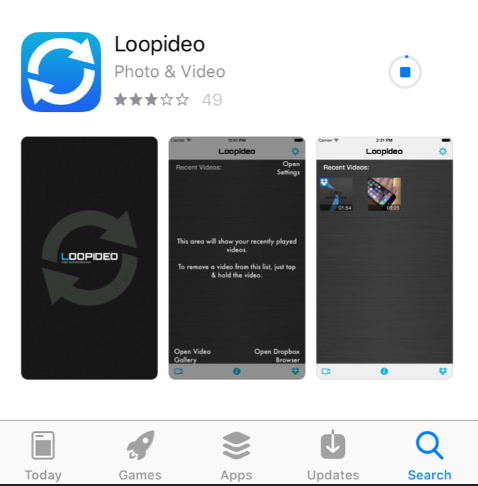 Loopideo
Photo & Video
49
LOOPIDEO
Carrier
12:41 PM
Loopideo
Recent Videos:
Open
Settings
This area will show your recently played
videos.
To remove a video from this list, just tap
& hold the video.
Open Video
Gallery
Open Dropbox
Browser
Carrier
2:21 PM
Loopideo
Recent Videos:
01:54
00:25
Today
Games
Apps
Updates
Search